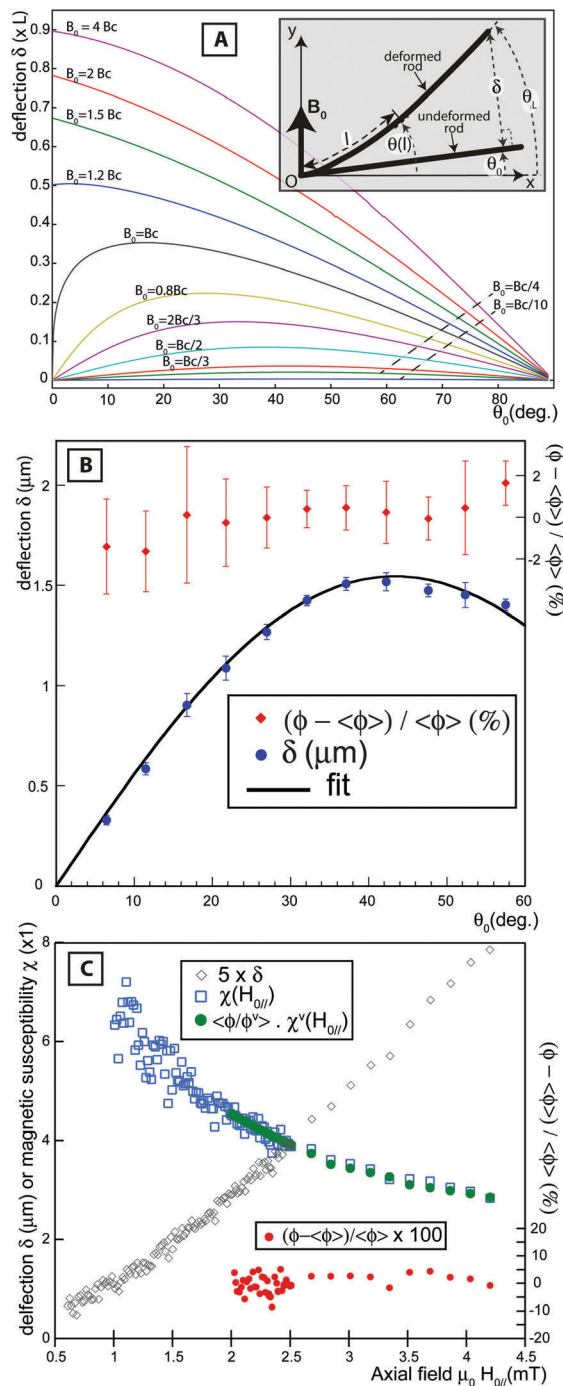 A
deflection δ (x L)
0.9
0.8
0.7
0.6
0.5
0.4
0.3
0.2
0.1
0
B₀=4 Bc
B₀=2 Bc
B₀=1.5 Bc
B₀=1.2 Bc
B₀=Bc
B₀=0.8Bc
B₀=2Bc/3
B₀=Bc/2
B₀=Bc/3
B₀=Bc/4
B₀=Bc/10
y
deformed
rod
B₀
l
θ(l)
undeformed
rod
δ
θL
θ₀
O
x
0 10 20 30 40 50 60 70 80
θ₀(deg.)
B
deflection δ (μm)
2
1.5
1
0.5
0
2
0
-2
(ϕ - <ϕ>) / <ϕ> (%)
(ϕ - <ϕ>) / <ϕ> (%)
δ (μm)
fit
0 10 20 30 40 50 60
θ₀(deg.)
C
delfection δ (μm) or magnetic susceptibility χ (x1)
8
6
4
2
0
5 x δ
χ(H₀//)
<ϕ/ϕᵛ> . χᵛ(H₀//)
(ϕ - <ϕ>) / <ϕ> (%)
(ϕ-<ϕ>)/<ϕ> x 100
20
10
0
-10
-20
0.5 1 1.5 2 2.5 3 3.5 4 4.5
Axial field μ₀ H₀//(mT)